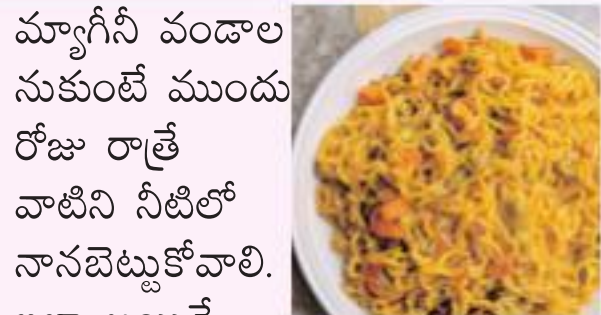 మ్యాగీనీ వండాల
నుకుంటే ముందు
రోజు రాత్రే
వాటిని నీటిలో
నానబెట్టుకోవాలి.